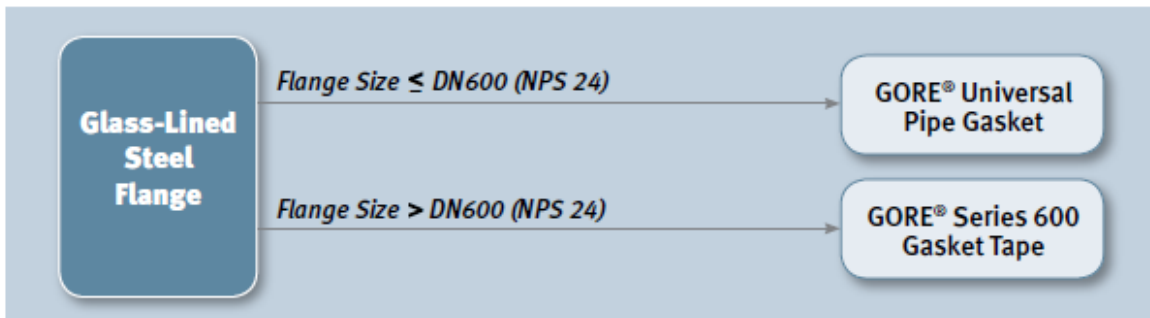 Glass-Lined
Steel
Flange
Flange Size ≤ DN600 (NPS 24)
GORE® Universal
Pipe Gasket
Flange Size > DN600 (NPS 24)
GORE® Series 600
Gasket Tape